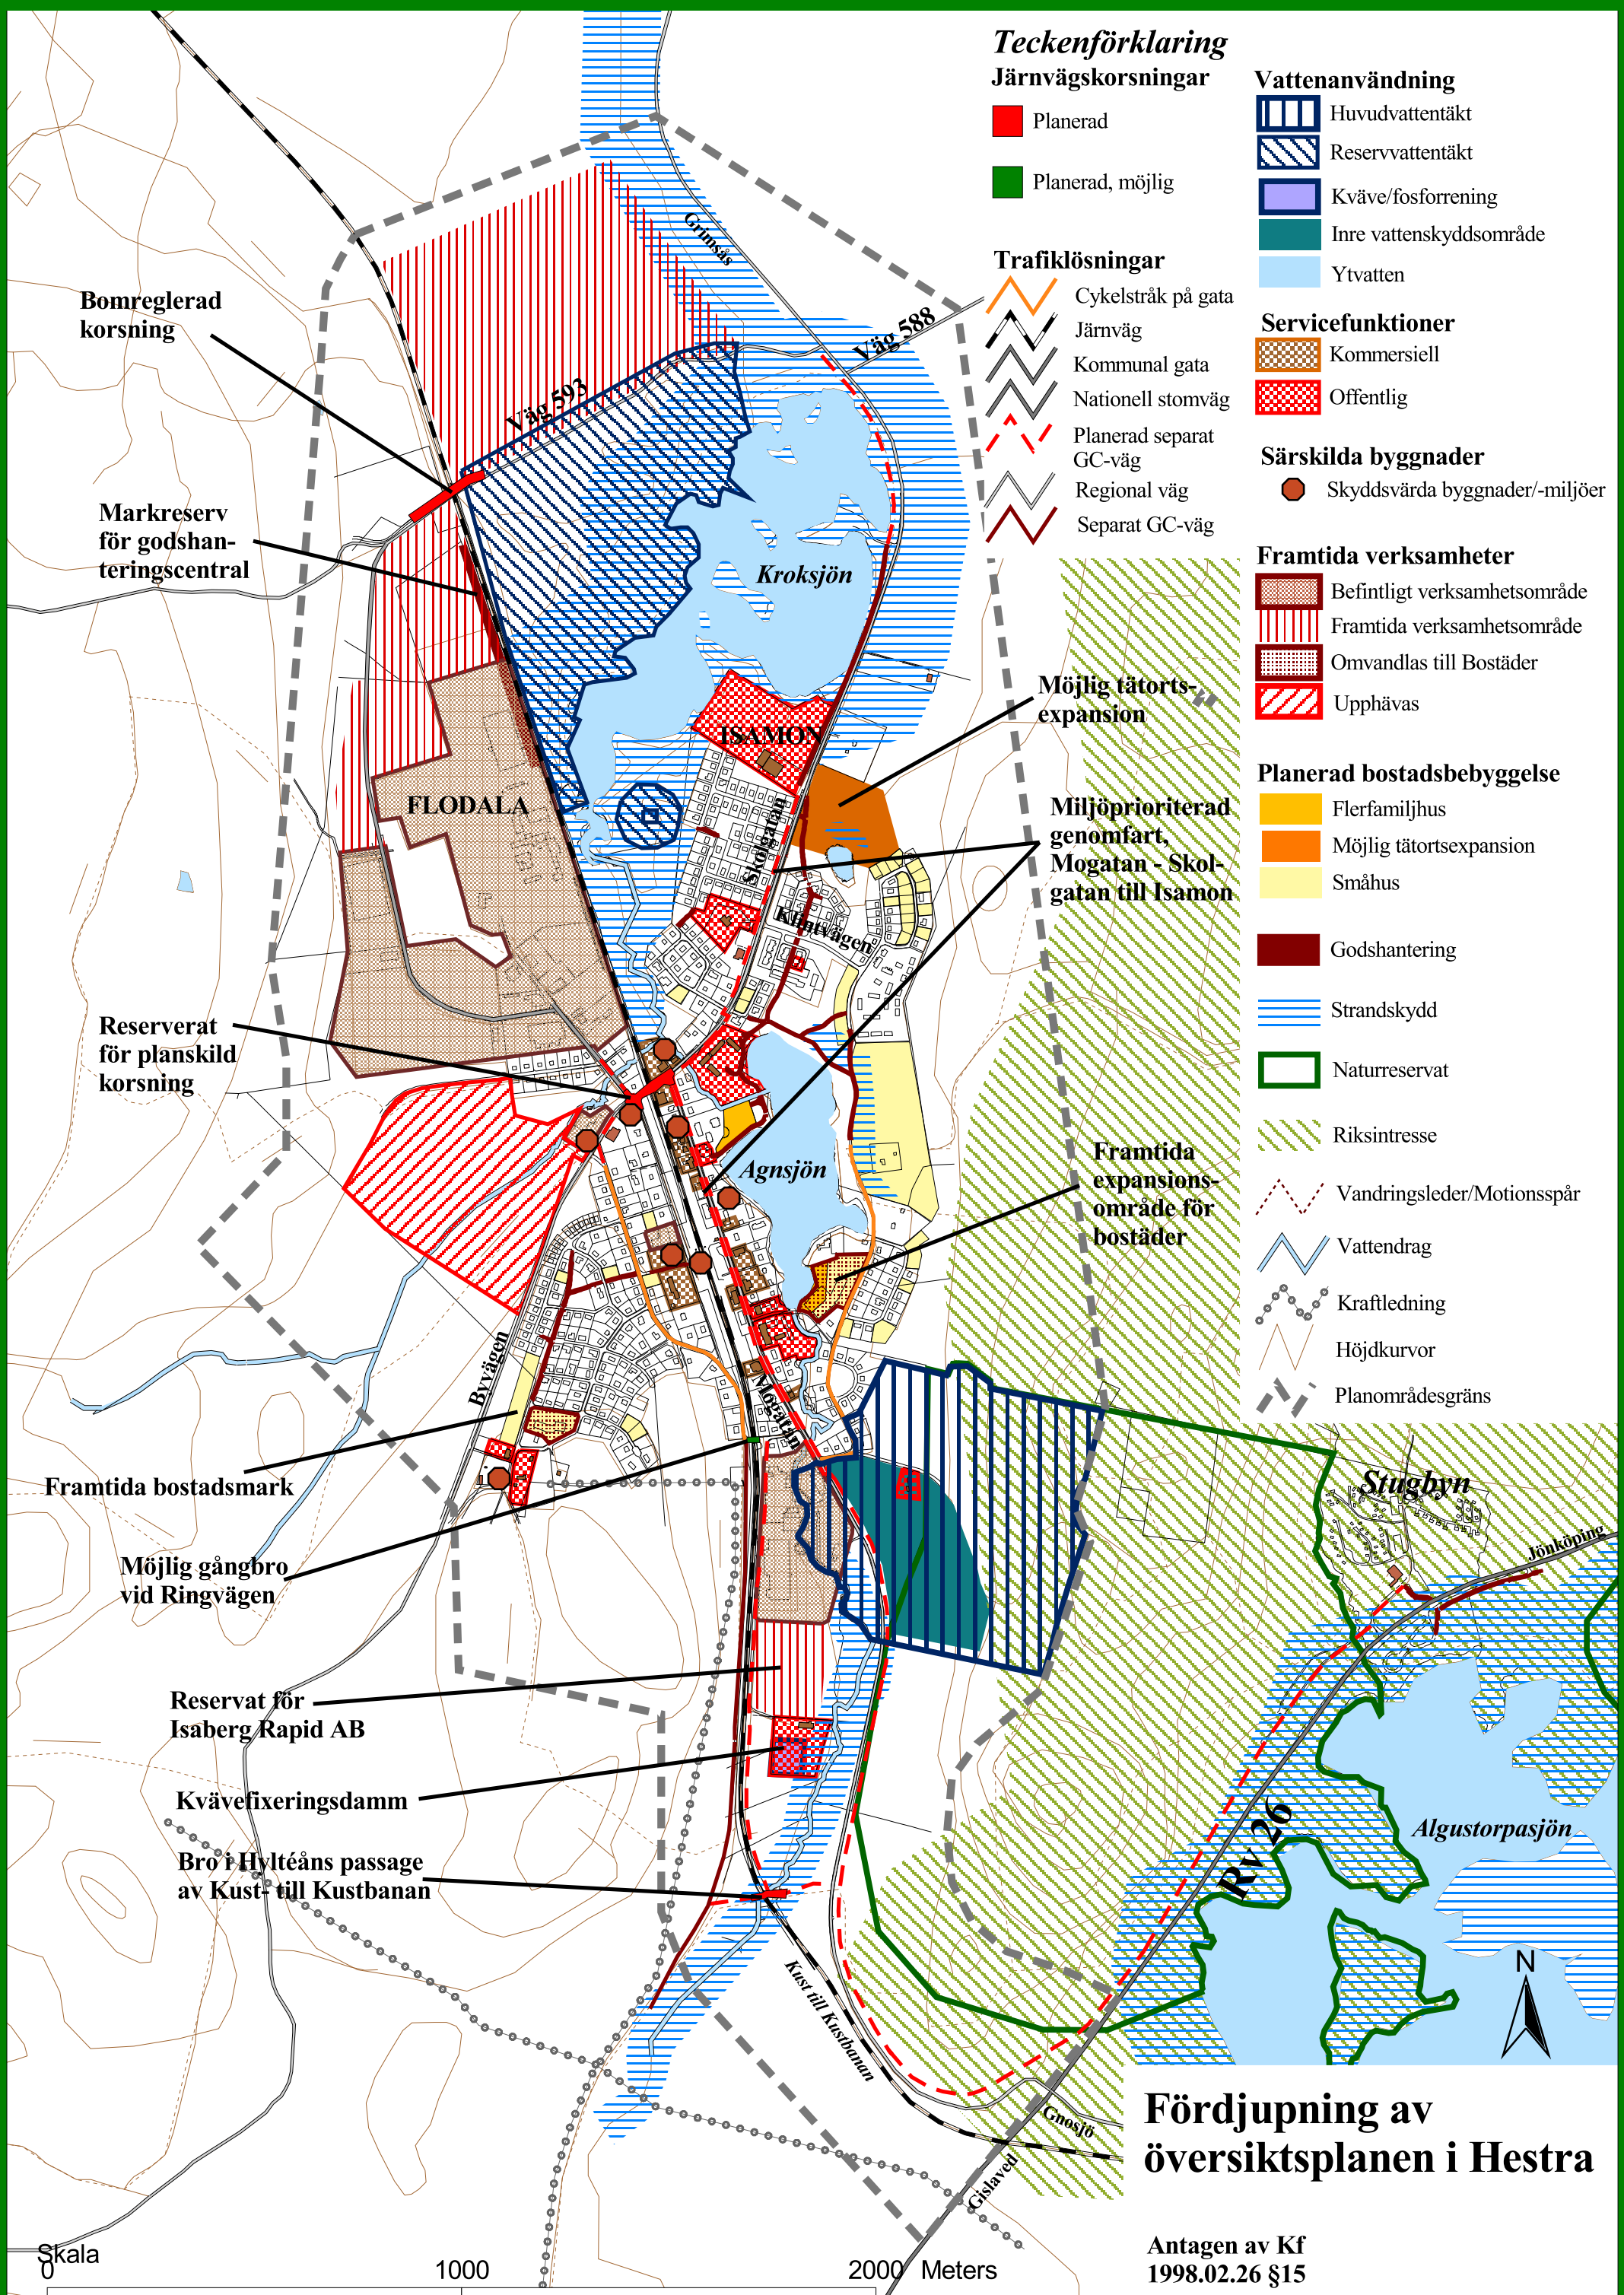 Teckenförklaring
Järnvägskorsningar
Planerad
Planerad, möjlig
Trafiklösningar
Cykelstråk på gata
Järnväg
Kommunal gata
Nationell stomväg
Planerad separat
GC-väg
Regional väg
Separat GC-väg
Vattenanvändning
Huvudvattentäkt
Reservvattentäkt
Kväve/fosforrening
Inre vattenskyddsområde
Ytvatten
Servicefunktioner
Kommersiell
Offentlig
Särskilda byggnader
Skyddsvärda byggnader/-miljöer
Framtida verksamheter
Befintligt verksamhetsområde
Framtida verksamhetsområde
Omvandlas till Bostäder
Upphävas
Planerad bostadsbebyggelse
Flerfamiljhus
Möjlig tätortsexpansion
Småhus
Godshantering
Strandskydd
Naturreservat
Riksintresse
Vandringsleder/Motionsspår
Vattendrag
Kraftledning
Höjdkurvor
Planområdesgräns
Grimsås
Väg 588
Väg 593
Bomreglerad
korsning
Markreserv
för godshan-
teringscentral
Kroksjön
Möjlig tätorts-
expansion
ISAMON
FLODALA
Skolgatan
Miljöprioriterad
genomfart,
Mogatan - Skol-
gatan till Isamon
Klintvägen
Reserverat
för planskild
korsning
Agnsjön
Framtida
expansions-
område för
bostäder
Byvägen
Mogatan
Framtida bostadsmark
Möjlig gångbro
vid Ringvägen
Stugbyn
Jönköping
Reservat för
Isaberg Rapid AB
Kvävefixeringsdamm
Bro i Hyltéåns passage
av Kust- till Kustbanan
Rv 26
Algustorpasjön
Kust till Kustbanan
N
Gnosjö
Gislaved
Fördjupning av
översiktsplanen i Hestra
Antagen av Kf
1998.02.26 §15
Skala
0 1000 2000 Meters